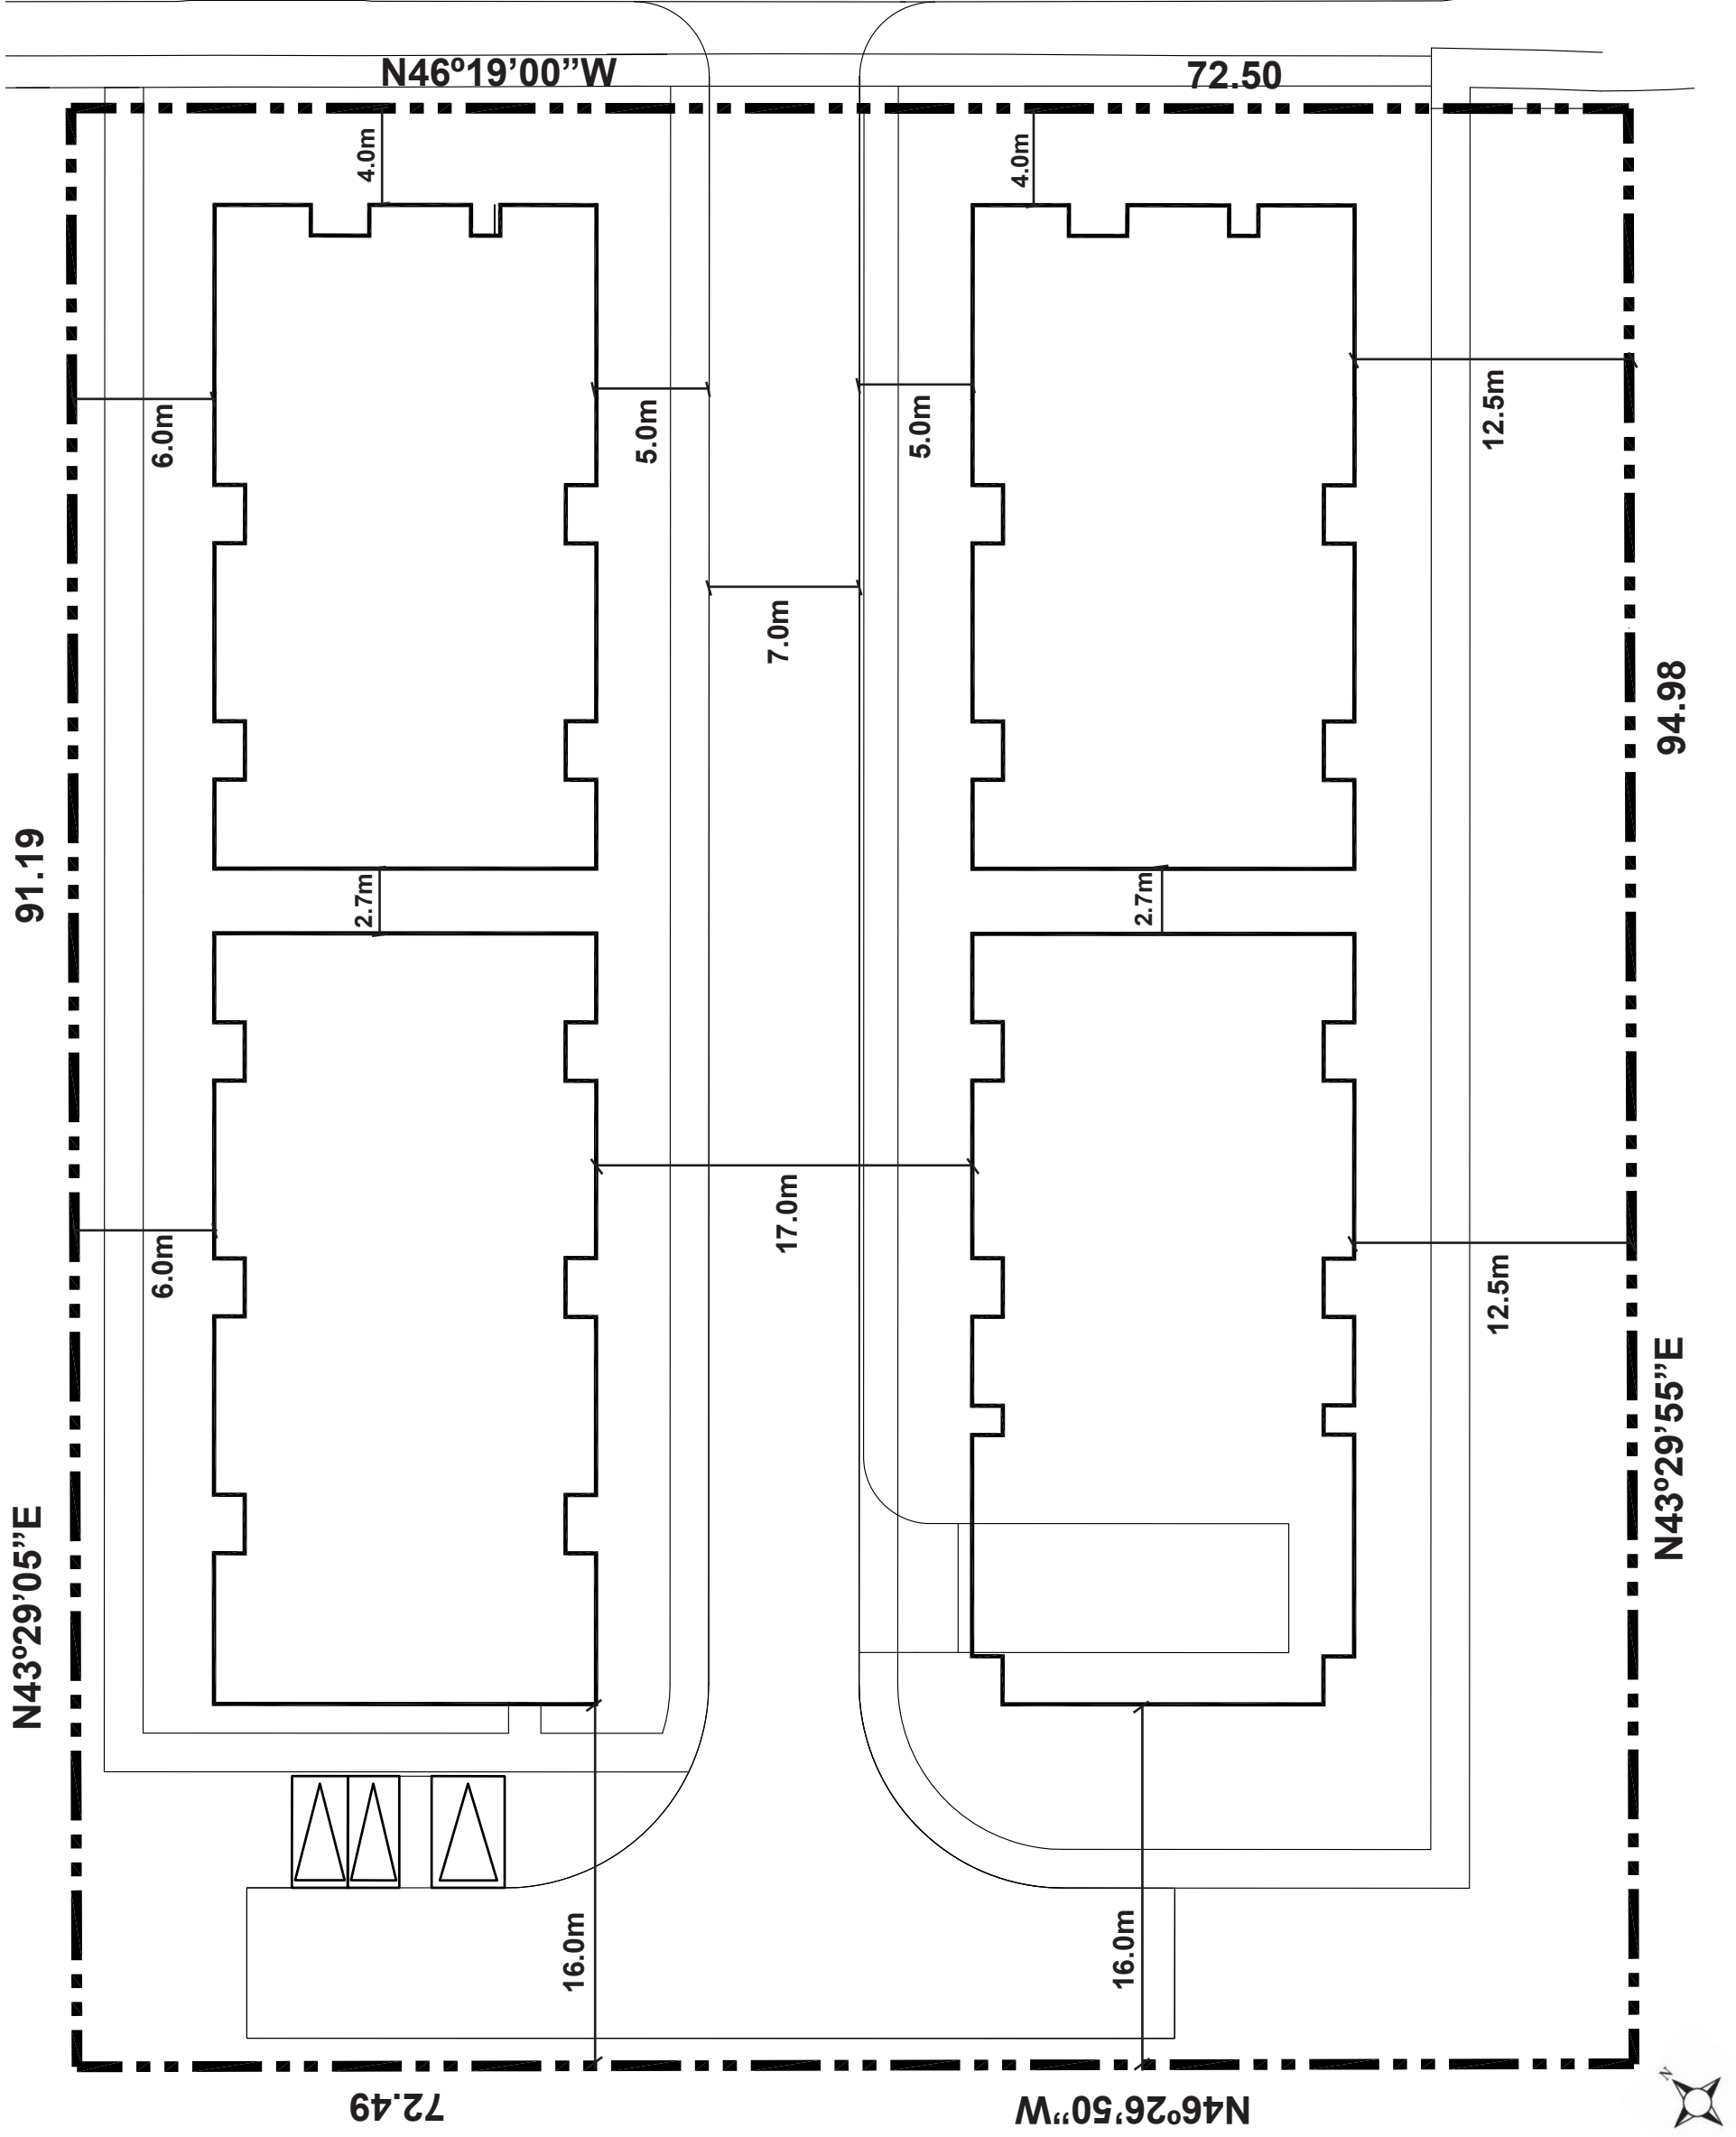 N46º19’00”W
72.50
4.0m
4.0m
6.0m
5.0m
5.0m
12.5m
7.0m
94.98
91.19
2.7m
2.7m
17.0m
6.0m
12.5m
N43º29’05”E
N43º29’55”E
16.0m
16.0m
72.49
N46º26’50”W
N